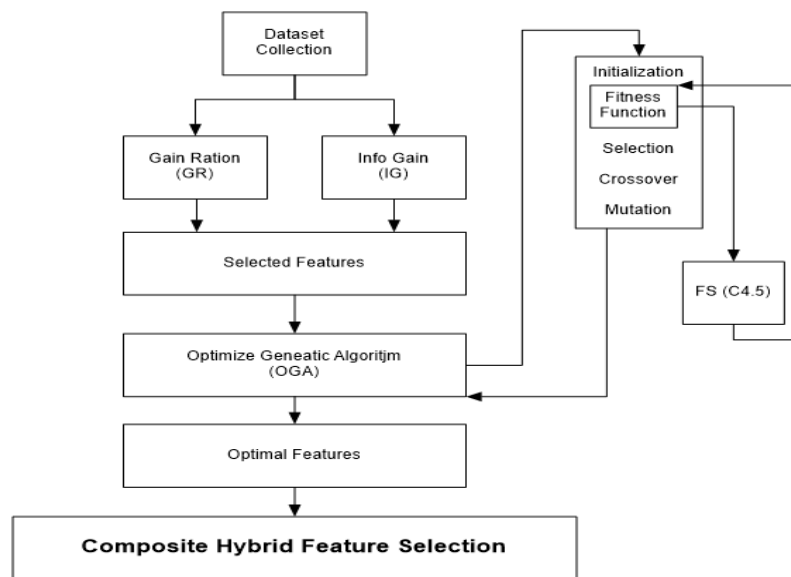 Dataset
Collection
Gain Ration
(GR)
Info Gain
(IG)
Selected Features
Optimize Geneatic Algoritjm
(OGA)
Optimal Features
Composite Hybrid Feature Selection
Initialization
Fitness
Function
Selection
Crossover
Mutation
FS (C4.5)